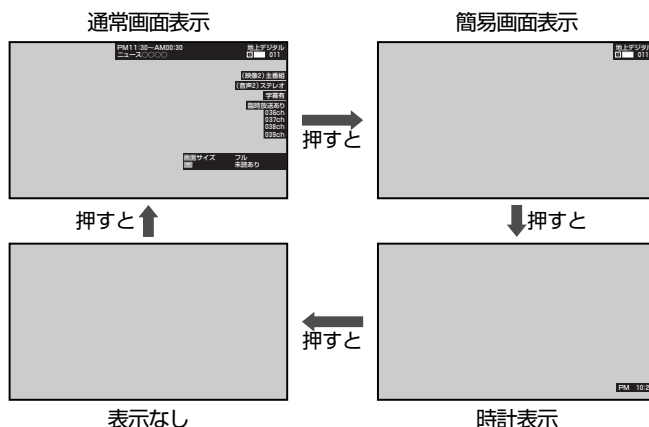 通常画面表示
PM11:30~AM00:30 地上デジタル
ニュース○○○○ 011
(映像2)主番組
(音声2)ステレオ
字幕有
臨時放送あり
036ch
037ch
038ch
039ch
画面サイズ フル
未読あり
押すと
簡易画面表示
地上デジタル
011
押すと
時計表示
PM 10:2
押すと
表示なし
押すと